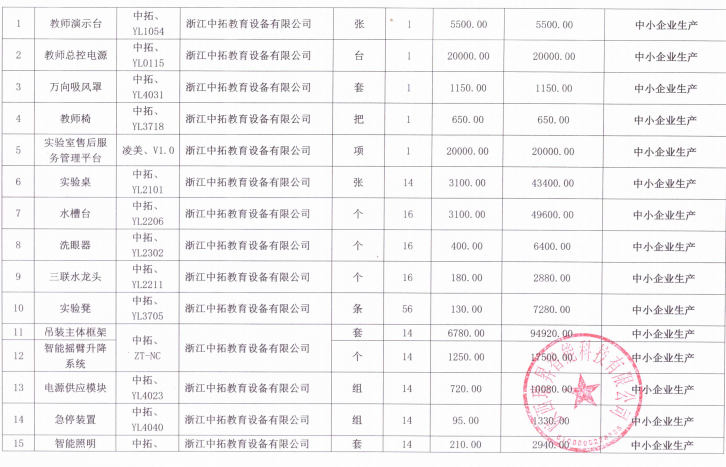 1 教师演示台 中拓、YL1054 浙江中拓教育设备有限公司 张 1 5500.00 5500.00 中小企业生产
2 教师总控电源 中拓、YL0115 浙江中拓教育设备有限公司 台 1 20000.00 20000.00 中小企业生产
3 万向吸风罩 中拓、YL4031 浙江中拓教育设备有限公司 套 1 1150.00 1150.00 中小企业生产
4 教师椅 中拓、YL3718 浙江中拓教育设备有限公司 把 1 650.00 650.00 中小企业生产
5 实验室售后服务管理平台 凌美、V1.0 浙江中拓教育设备有限公司 项 1 20000.00 20000.00 中小企业生产
6 实验桌 中拓、YL2101 浙江中拓教育设备有限公司 张 14 3100.00 43400.00 中小企业生产
7 水槽台 中拓、YL2206 浙江中拓教育设备有限公司 个 16 3100.00 49600.00 中小企业生产
8 洗眼器 中拓、YL2302 浙江中拓教育设备有限公司 个 16 400.00 6400.00 中小企业生产
9 三联水龙头 中拓、YL2211 浙江中拓教育设备有限公司 个 16 180.00 2880.00 中小企业生产
10 实验凳 中拓、YL3705 浙江中拓教育设备有限公司 条 56 130.00 7280.00 中小企业生产
11 吊装主体框架 中拓、ZT-NC 浙江中拓教育设备有限公司 套 14 6780.00 94920.00 中小企业生产
12 智能摇臂升降系统 个 14 1250.00 17500.00 中小企业生产
13 电源供应模块 中拓、YL4023 浙江中拓教育设备有限公司 组 14 720.00 10080.00 中小企业生产
14 急停装置 中拓、YL4040 浙江中拓教育设备有限公司 组 14 95.00 1330.00 中小企业生产
15 智能照明 中拓、 浙江中拓教育设备有限公司 套 14 210.00 2940.00 中小企业生产
智能科技有限公司